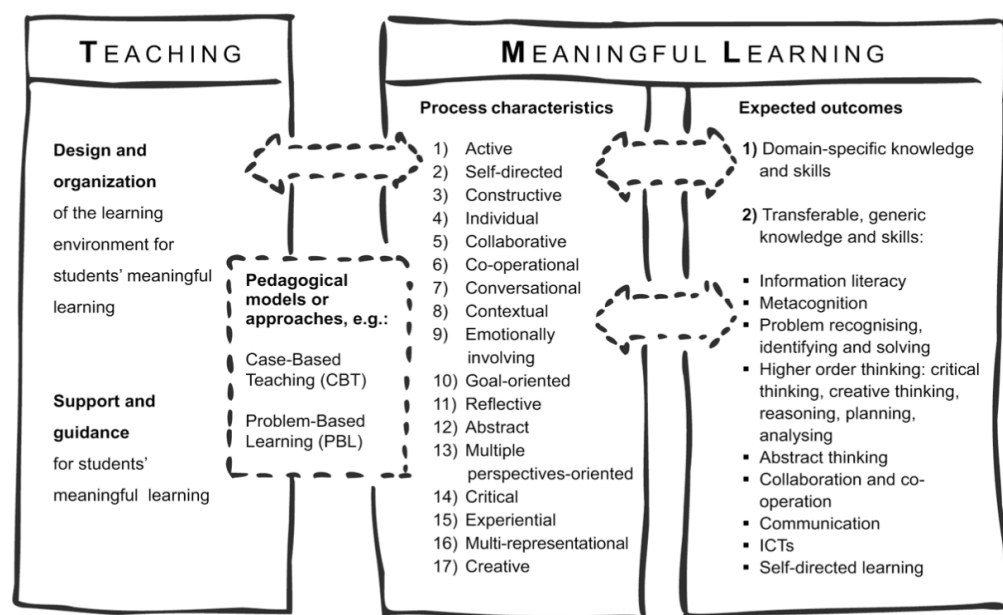 TEACHING
Design and
organization
of the learning
environment for
students’ meaningful
learning
Support and
guidance
for students’
meaningful learning
Pedagogical
models or
approaches, e.g.:
Case-Based
Teaching (CBT)
Problem-Based
Learning (PBL)
MEANINGFUL LEARNING
Process characteristics
1) Active
2) Self-directed
3) Constructive
4) Individual
5) Collaborative
6) Co-operational
7) Conversational
8) Contextual
9) Emotionally
involving
10) Goal-oriented
11) Reflective
12) Abstract
13) Multiple
perspectives-oriented
14) Critical
15) Experiential
16) Multi-representational
17) Creative
Expected outcomes
1) Domain-specific knowledge
and skills
2) Transferable, generic
knowledge and skills:
▪ Information literacy
▪ Metacognition
▪ Problem recognising,
identifying and solving
▪ Higher order thinking: critical
thinking, creative thinking,
reasoning, planning,
analysing
▪ Abstract thinking
▪ Collaboration and co-
operation
▪ Communication
▪ ICTs
▪ Self-directed learning